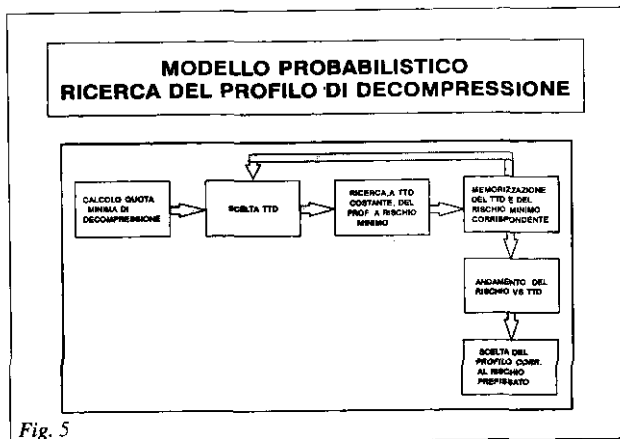 MODELLO PROBABILISTICO
RICERCA DEL PROFILO DI DECOMPRESSIONE
CALCOLO QUOTA
MINIMA DI
DECOMPRESSIONE
SCELTA TTD
RICERCA, A TTD
COSTANTE, DEL
PROF A RISCHIO
MINIMO
MEMORIZZAZIONE
DEL TTD E DEL
RISCHIO MINIMO
CORRISPONDENTE
ANDAMENTO DEL
RISCHIO VS TTD
SCELTA DEL
PROFILO CORR.
AL RISCHIO
PREFISSATO
Fig. 5